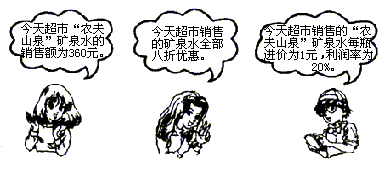 今天超市“农夫
山泉”矿泉水的
销售额为360元。
今天超市销售
的矿泉水全部
八折优惠。
今天超市销售的“农
夫山泉”矿泉水每瓶
进价为1元,利润率为
20%。